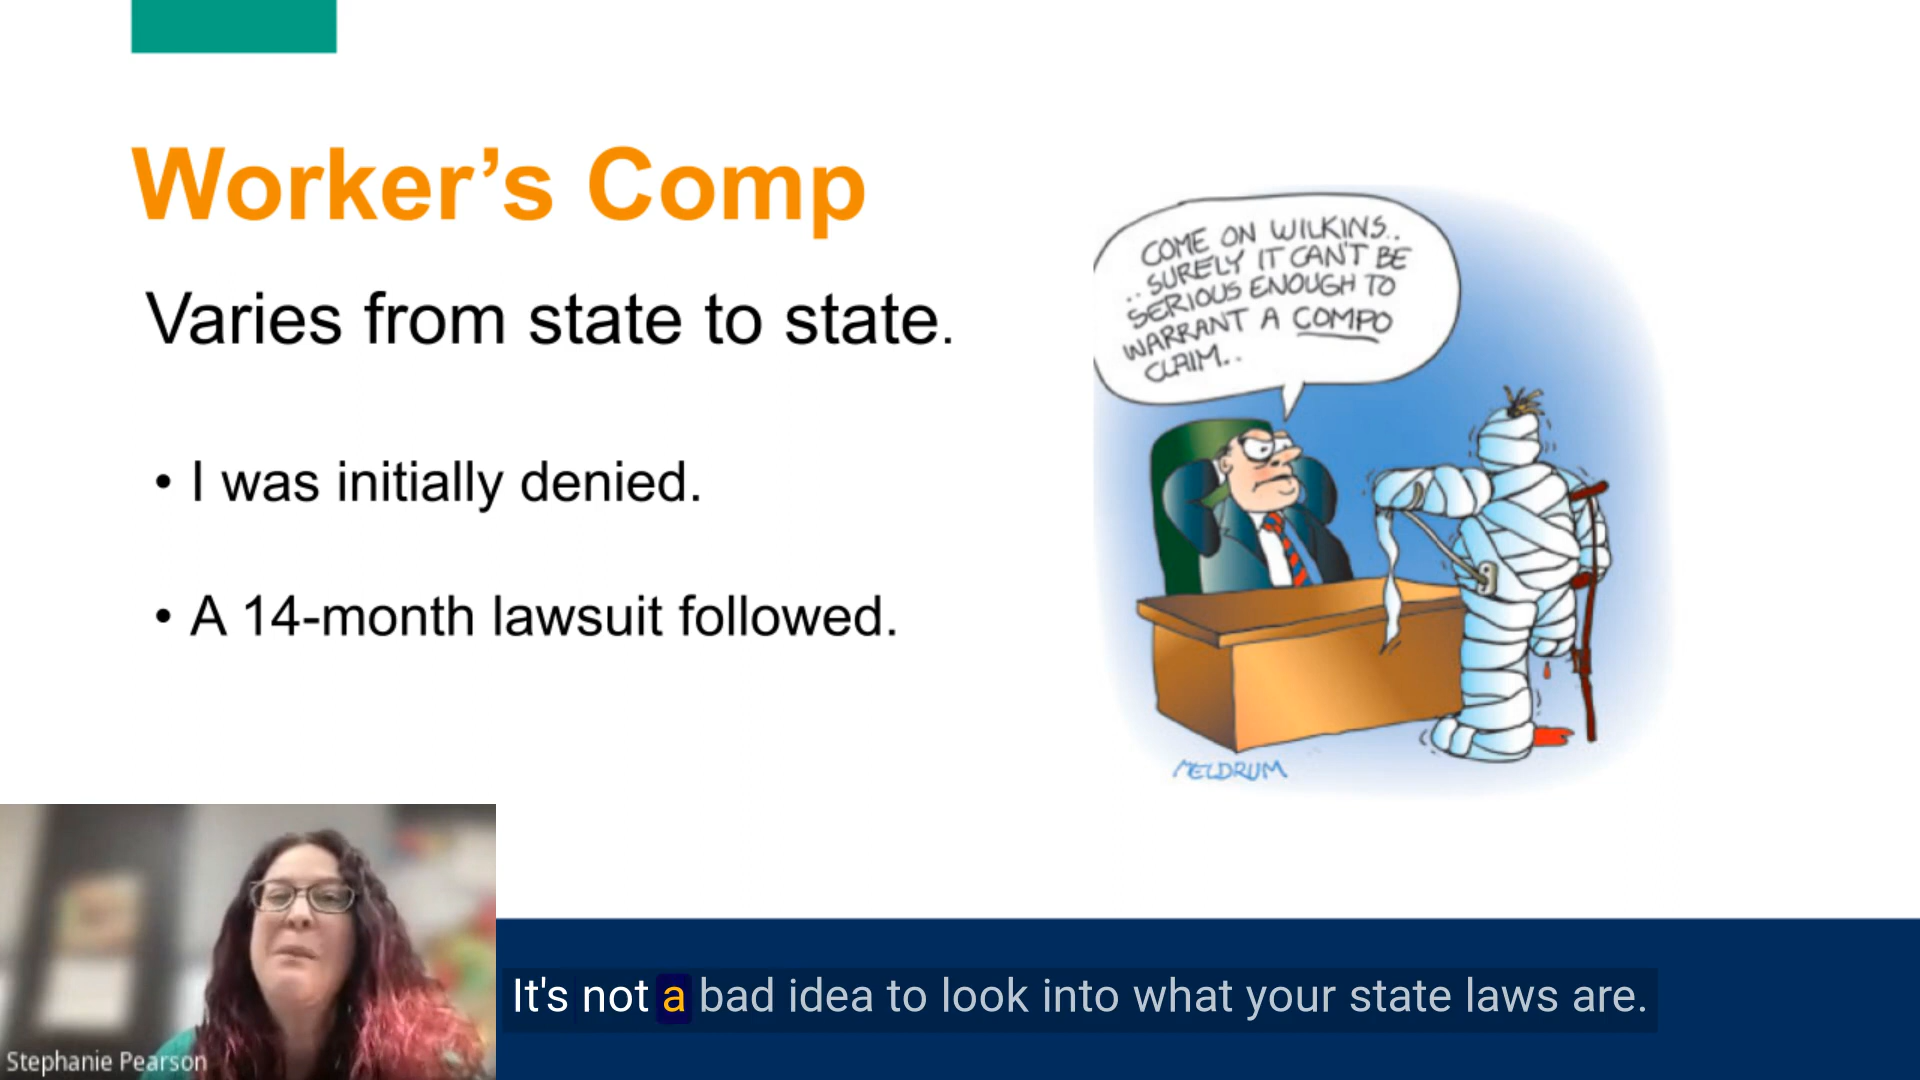 Worker’s Comp
Varies from state to state.
• I was initially denied.
• A 14-month lawsuit followed.
COME ON WILKINS..
..SURELY IT CAN'T BE
SERIOUS ENOUGH TO
WARRANT A COMPO
CLAIM..
MELDRUM
Stephanie Pearson
It's not a bad idea to look into what your state laws are.